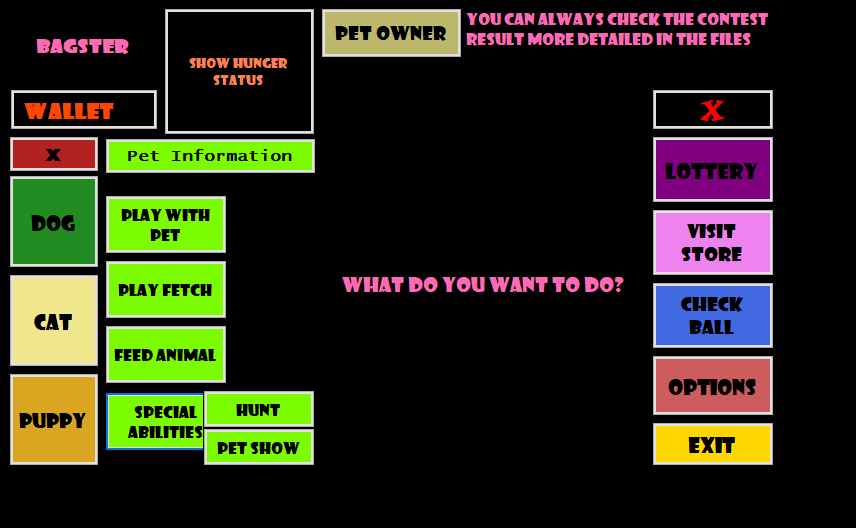 BAGSTER
SHOW HUNGER
STATUS
PET OWNER
YOU CAN ALWAYS CHECK THE CONTEST
RESULT MORE DETAILED IN THE FILES
WALLET
X
X
Pet Information
LOTTERY
DOG
PLAY WITH
PET
VISIT
STORE
PLAY FETCH
WHAT DO YOU WANT TO DO?
CAT
CHECK
BALL
FEED ANIMAL
OPTIONS
PUPPY
SPECIAL
ABILITIES
HUNT
PET SHOW
EXIT